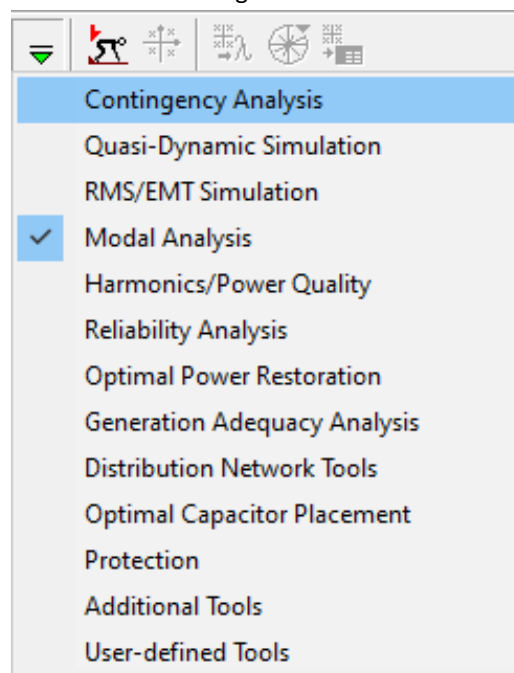 Contingency Analysis
Quasi-Dynamic Simulation
RMS/EMT Simulation
Modal Analysis
Harmonics/Power Quality
Reliability Analysis
Optimal Power Restoration
Generation Adequacy Analysis
Distribution Network Tools
Optimal Capacitor Placement
Protection
Additional Tools
User-defined Tools